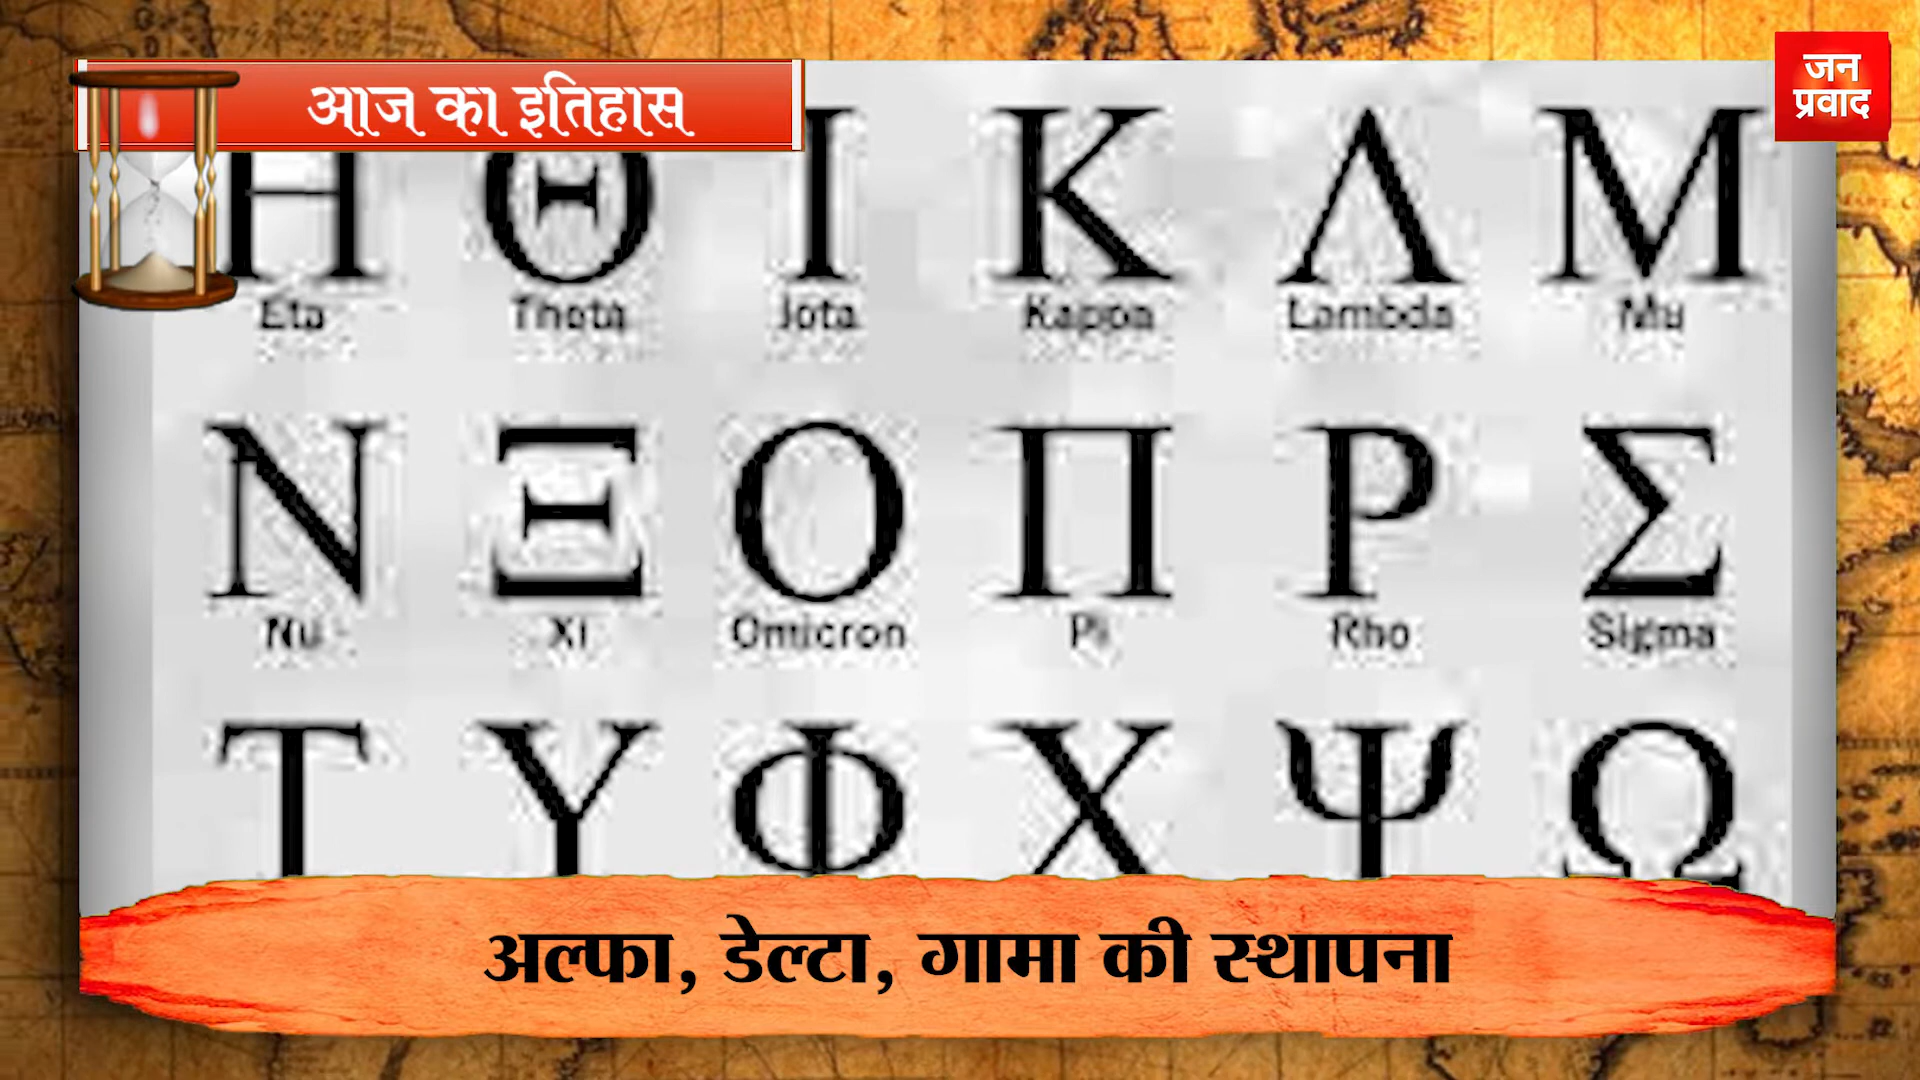 आज का इतिहास
जन
प्रवाद
Η Θ Ι Κ Λ Μ
Eta Theta Iota Kappa Lambda Mu
Ν Ξ Ο Π Ρ Σ
Nu Xi Omicron Pi Rho Sigma
Τ Υ Φ Χ Ψ Ω
अल्फा, डेल्टा, गामा की स्थापना